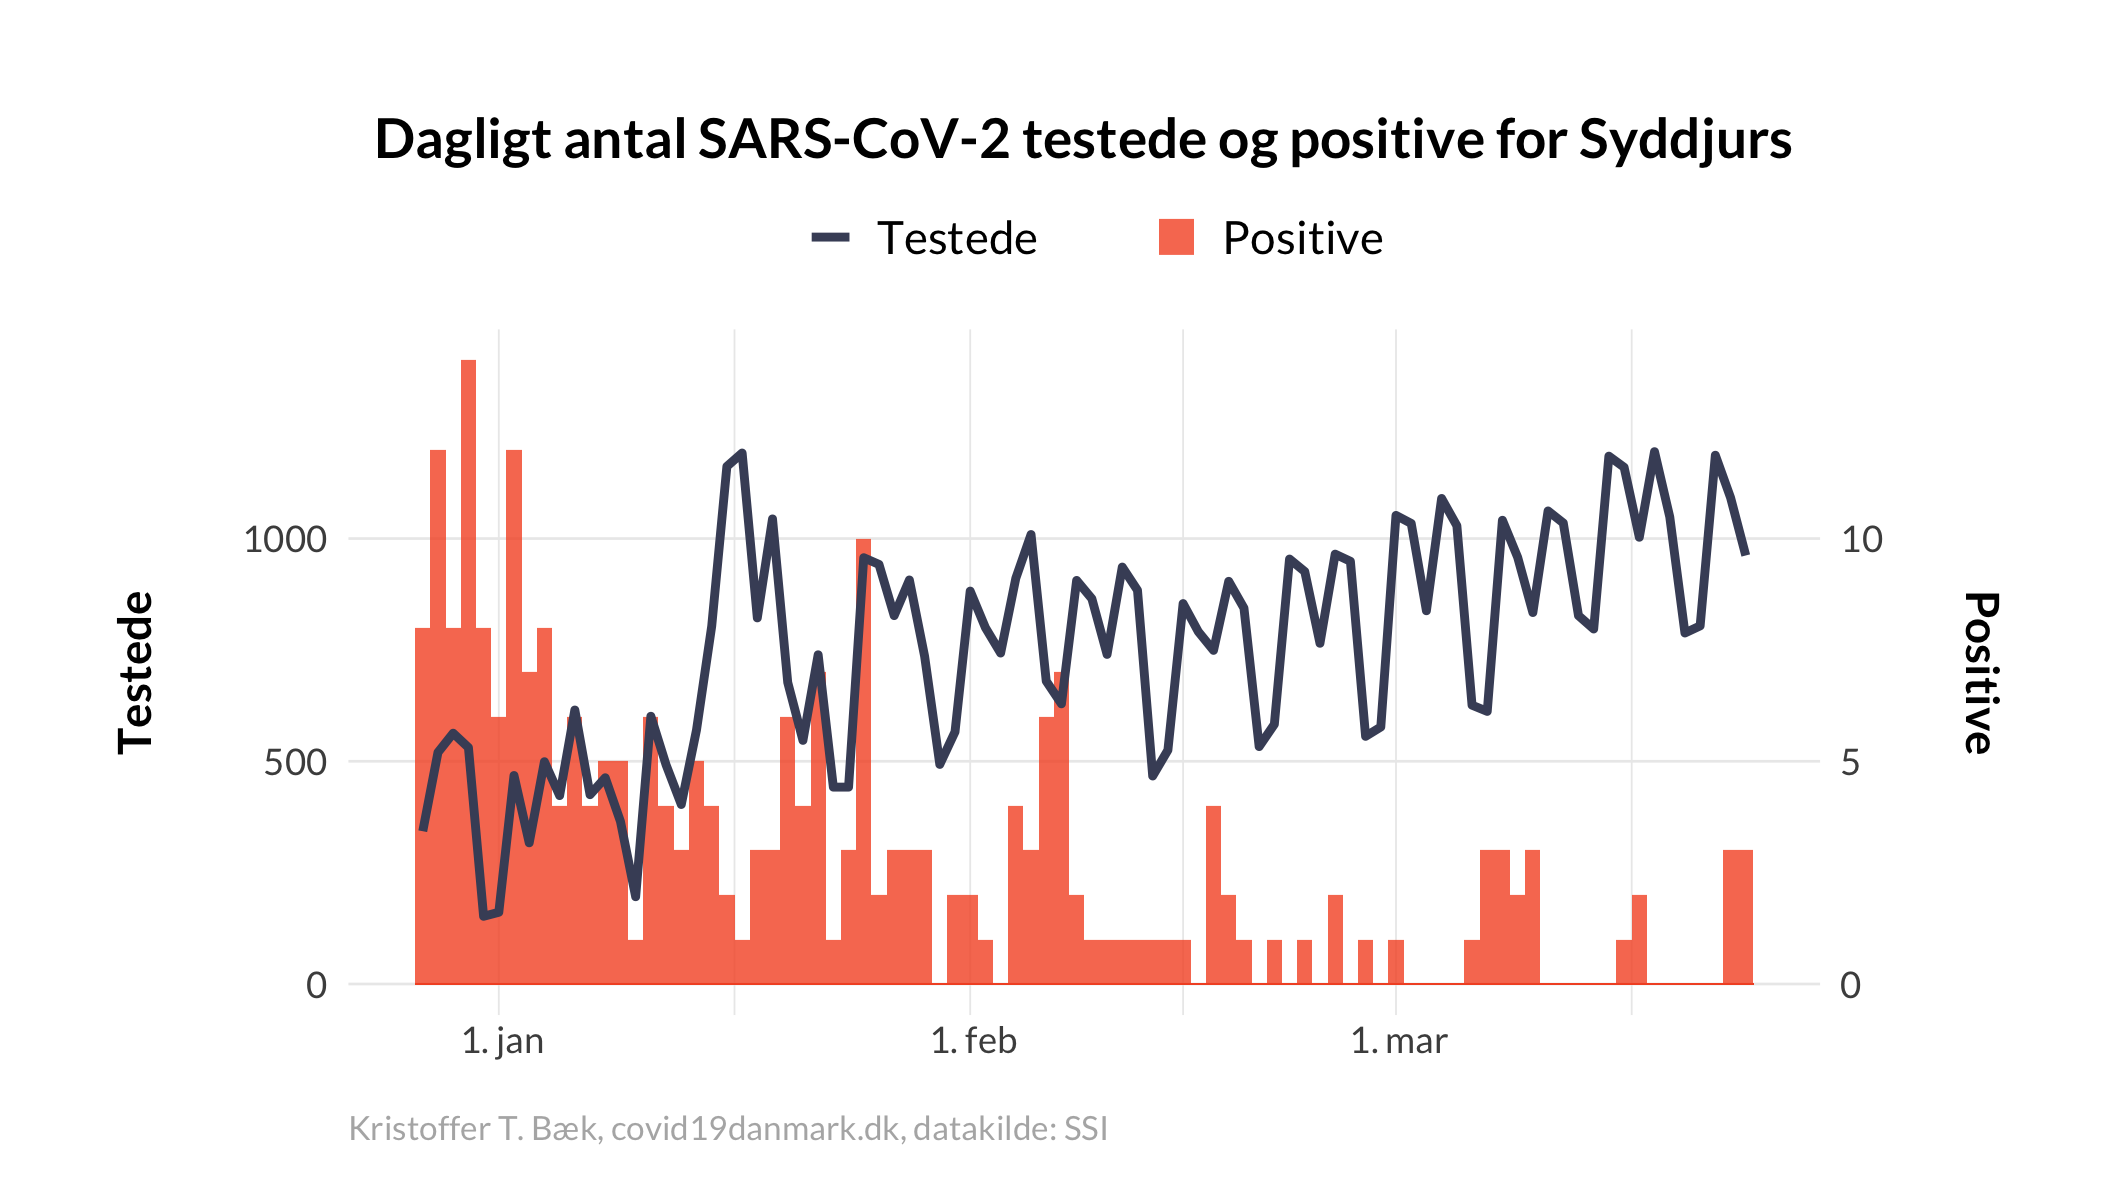 Dagligt antal SARS-CoV-2 testede og positive for Syddjurs
Testede
Positive
1000
500
0
10
5
0
Testede
Positive
1. jan
1. feb
1. mar
Kristoffer T. Bæk, covid19danmark.dk, datakilde: SSI